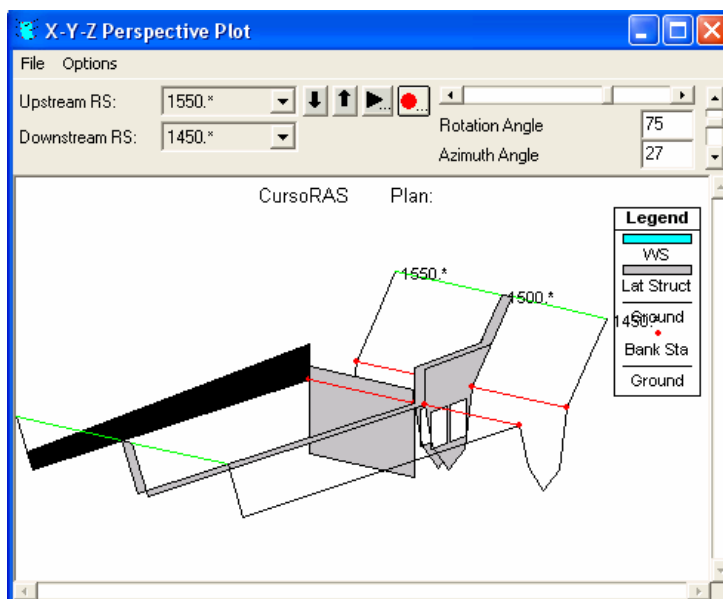 X-Y-Z Perspective Plot
File Options
Upstream RS: 1550.*
Downstream RS: 1450.*
Rotation Angle 75
Azimuth Angle 27
CursoRAS Plan:
Legend
WS
Lat Struct
Ground
Bank Sta
Ground
1550.*
1500.*
1450.*